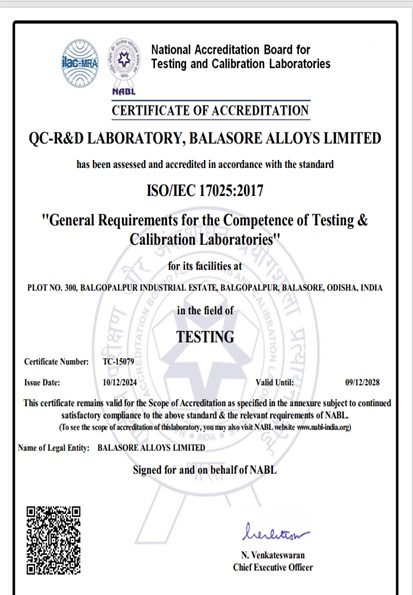 ilac-MRA
NABL
National Accreditation Board for
Testing and Calibration Laboratories
CERTIFICATE OF ACCREDITATION
QC-R&D LABORATORY, BALASORE ALLOYS LIMITED
has been assessed and accredited in accordance with the standard
ISO/IEC 17025:2017
"General Requirements for the Competence of Testing &
Calibration Laboratories"
for its facilities at
PLOT NO. 300, BALGOPALPUR INDUSTRIAL ESTATE, BALGOPALPUR, BALASORE, ODISHA, INDIA
in the field of
TESTING
Certificate Number: TC-15079
Issue Date: 10/12/2024 Valid Until: 09/12/2028
This certificate remains valid for the Scope of Accreditation as specified in the annexure subject to continued
satisfactory compliance to the above standard & the relevant requirements of NABL.
(To see the scope of accreditation of thislaboratory, you may also visit NABL website www.nabl-india.org)
Name of Legal Entity: BALASORE ALLOYS LIMITED
Signed for and on behalf of NABL
N. Venkateswaran
Chief Executive Officer